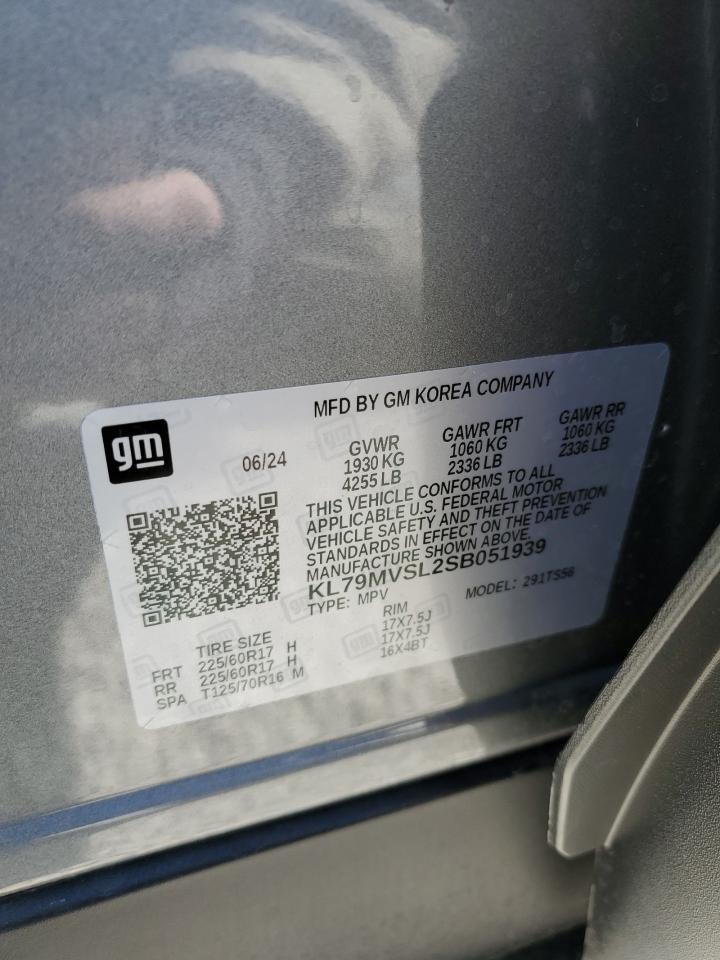 MFD BY GM KOREA COMPANY
gm
06/24
GVWR
1930 KG
4255 LB
GAWR FRT
1060 KG
2336 LB
GAWR RR
1060 KG
2336 LB
THIS VEHICLE CONFORMS TO ALL
APPLICABLE U.S. FEDERAL MOTOR
VEHICLE SAFETY AND THEFT PREVENTION
STANDARDS IN EFFECT ON THE DATE OF
MANUFACTURE SHOWN ABOVE.
KL79MVSL2SB051939
TYPE: MPV
MODEL: 291TS56
TIRE SIZE
RIM
FRT 225/60R17 H 17X7.5J
RR 225/60R17 H 17X7.5J
SPA T125/70R16 M 16X4BT